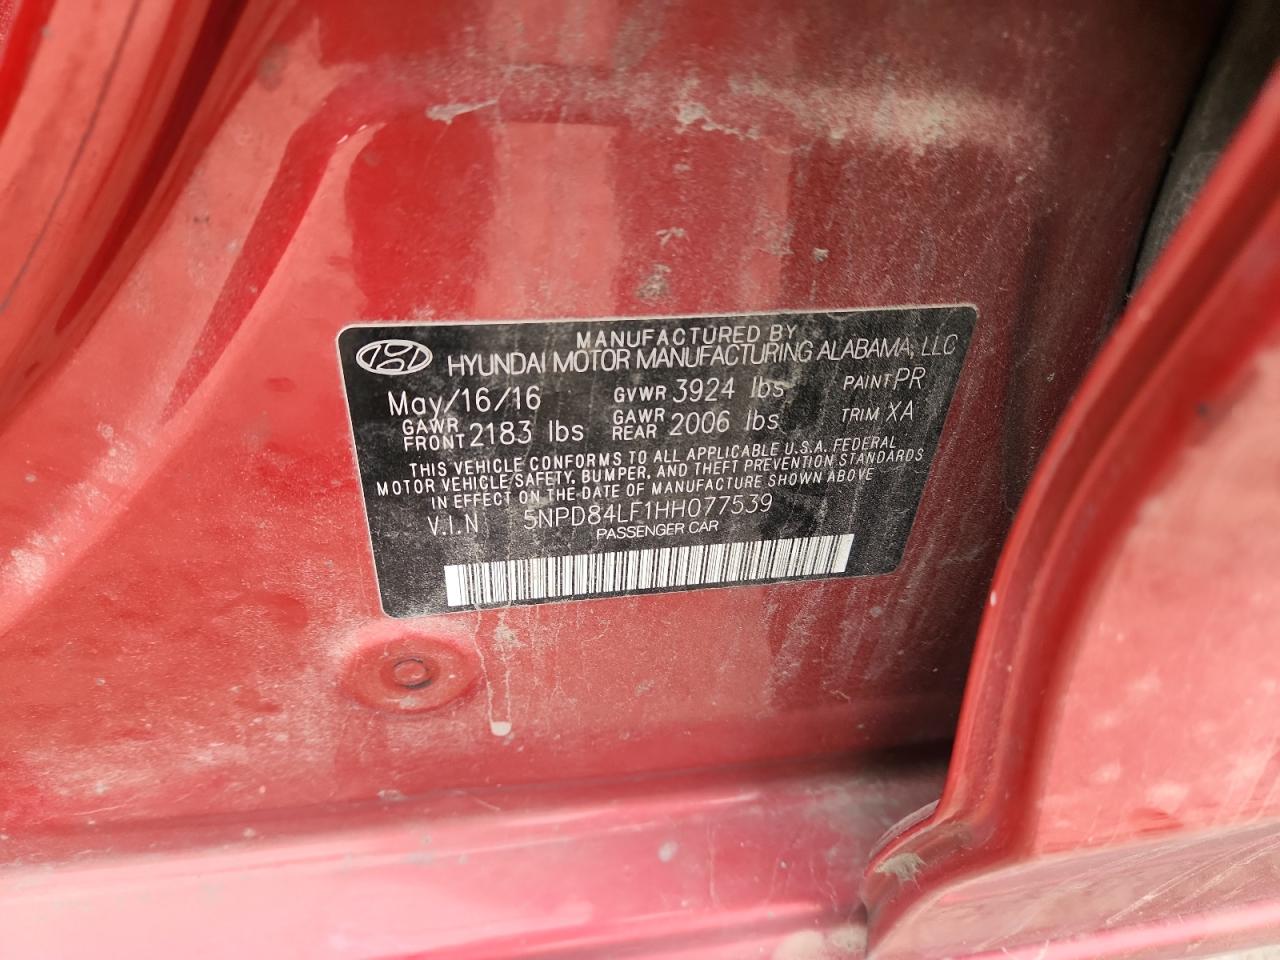 MANUFACTURED BY
HYUNDAI MOTOR MANUFACTURING ALABAMA, LLC
May/16/16 GVWR 3924 lbs PAINT PR
GAWR FRONT 2183 lbs GAWR REAR 2006 lbs TRIM XA
THIS VEHICLE CONFORMS TO ALL APPLICABLE U.S.A. FEDERAL
MOTOR VEHICLE SAFETY, BUMPER, AND THEFT PREVENTION STANDARDS
IN EFFECT ON THE DATE OF MANUFACTURE SHOWN ABOVE
V.I.N 5NPD84LF1HH077539
PASSENGER CAR